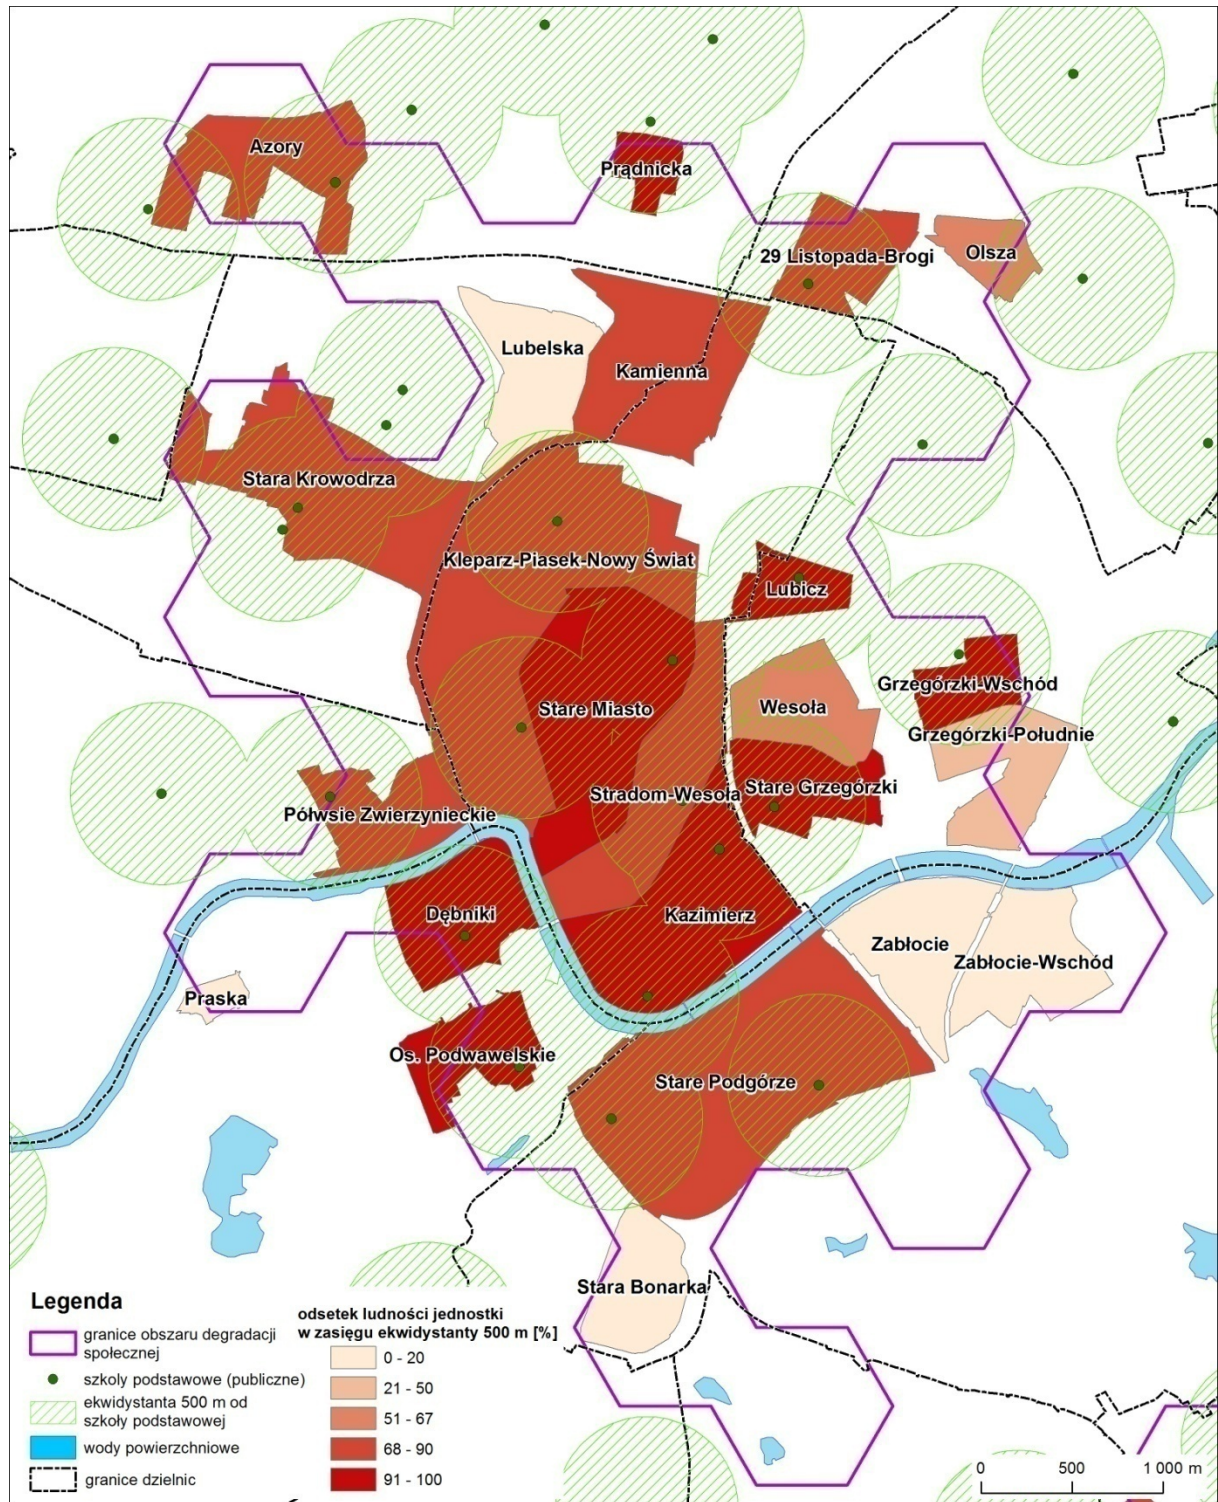 Azory
Prądnicka
29 Listopada-Brogi
Olsza
Lubelska
Kamienna
Stara Krowodrza
Kleparz-Piasek-Nowy Świat
Lubicz
Grzegórzki-Wschód
Stare Miasto
Wesoła
Grzegórzki-Południe
Stradom-Wesoła
Stare Grzegórzki
Półwsie Zwierzynieckie
Dębniki
Kazimierz
Zabłocie
Zabłocie-Wschód
Praska
Os. Podwawelskie
Stare Podgórze
Stara Bonarka
Legenda
granice obszaru degradacji
społecznej
szkoly podstawowe (publiczne)
ekwidystanta 500 m od
szkoły podstawowej
wody powierzchniowe
granice dzielnic
odsetek ludności jednostki
w zasięgu ekwidystanty 500 m [%]
0 - 20
21 - 50
51 - 67
68 - 90
91 - 100
0 500 1 000 m